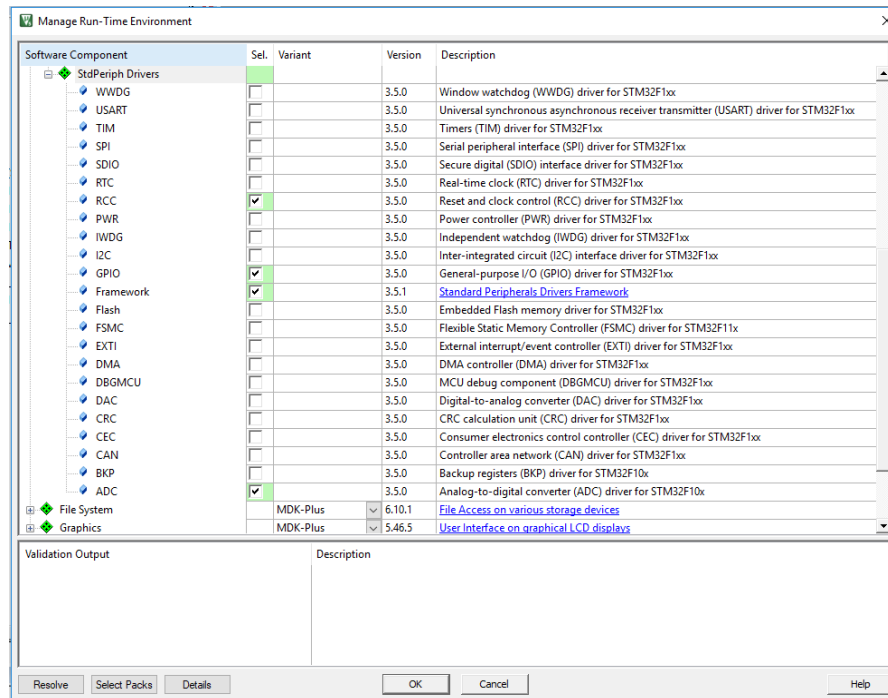 Manage Run-Time Environment
Software Component Sel. Variant Version Description
StdPeriph Drivers
WWDG 3.5.0 Window watchdog (WWDG) driver for STM32F1xx
USART 3.5.0 Universal synchronous asynchronous receiver transmitter (USART) driver for STM32F1xx
TIM 3.5.0 Timers (TIM) driver for STM32F1xx
SPI 3.5.0 Serial peripheral interface (SPI) driver for STM32F1xx
SDIO 3.5.0 Secure digital (SDIO) interface driver for STM32F1xx
RTC 3.5.0 Real-time clock (RTC) driver for STM32F1xx
RCC 3.5.0 Reset and clock control (RCC) driver for STM32F1xx
PWR 3.5.0 Power controller (PWR) driver for STM32F1xx
IWDG 3.5.0 Independent watchdog (IWDG) driver for STM32F1xx
I2C 3.5.0 Inter-integrated circuit (I2C) interface driver for STM32F1xx
GPIO 3.5.0 General-purpose I/O (GPIO) driver for STM32F1xx
Framework 3.5.1 Standard Peripherals Drivers Framework
Flash 3.5.0 Embedded Flash memory driver for STM32F1xx
FSMC 3.5.0 Flexible Static Memory Controller (FSMC) driver for STM32F11x
EXTI 3.5.0 External interrupt/event controller (EXTI) driver for STM32F1xx
DMA 3.5.0 DMA controller (DMA) driver for STM32F1xx
DBGMCU 3.5.0 MCU debug component (DBGMCU) driver for STM32F1xx
DAC 3.5.0 Digital-to-analog converter (DAC) driver for STM32F1xx
CRC 3.5.0 CRC calculation unit (CRC) driver for STM32F1xx
CEC 3.5.0 Consumer electronics control controller (CEC) driver for STM32F1xx
CAN 3.5.0 Controller area network (CAN) driver for STM32F1xx
BKP 3.5.0 Backup registers (BKP) driver for STM32F10x
ADC 3.5.0 Analog-to-digital converter (ADC) driver for STM32F10x
File System MDK-Plus 6.10.1 File Access on various storage devices
Graphics MDK-Plus 5.46.5 User Interface on graphical LCD displays
Validation Output Description
Resolve Select Packs Details OK Cancel Help